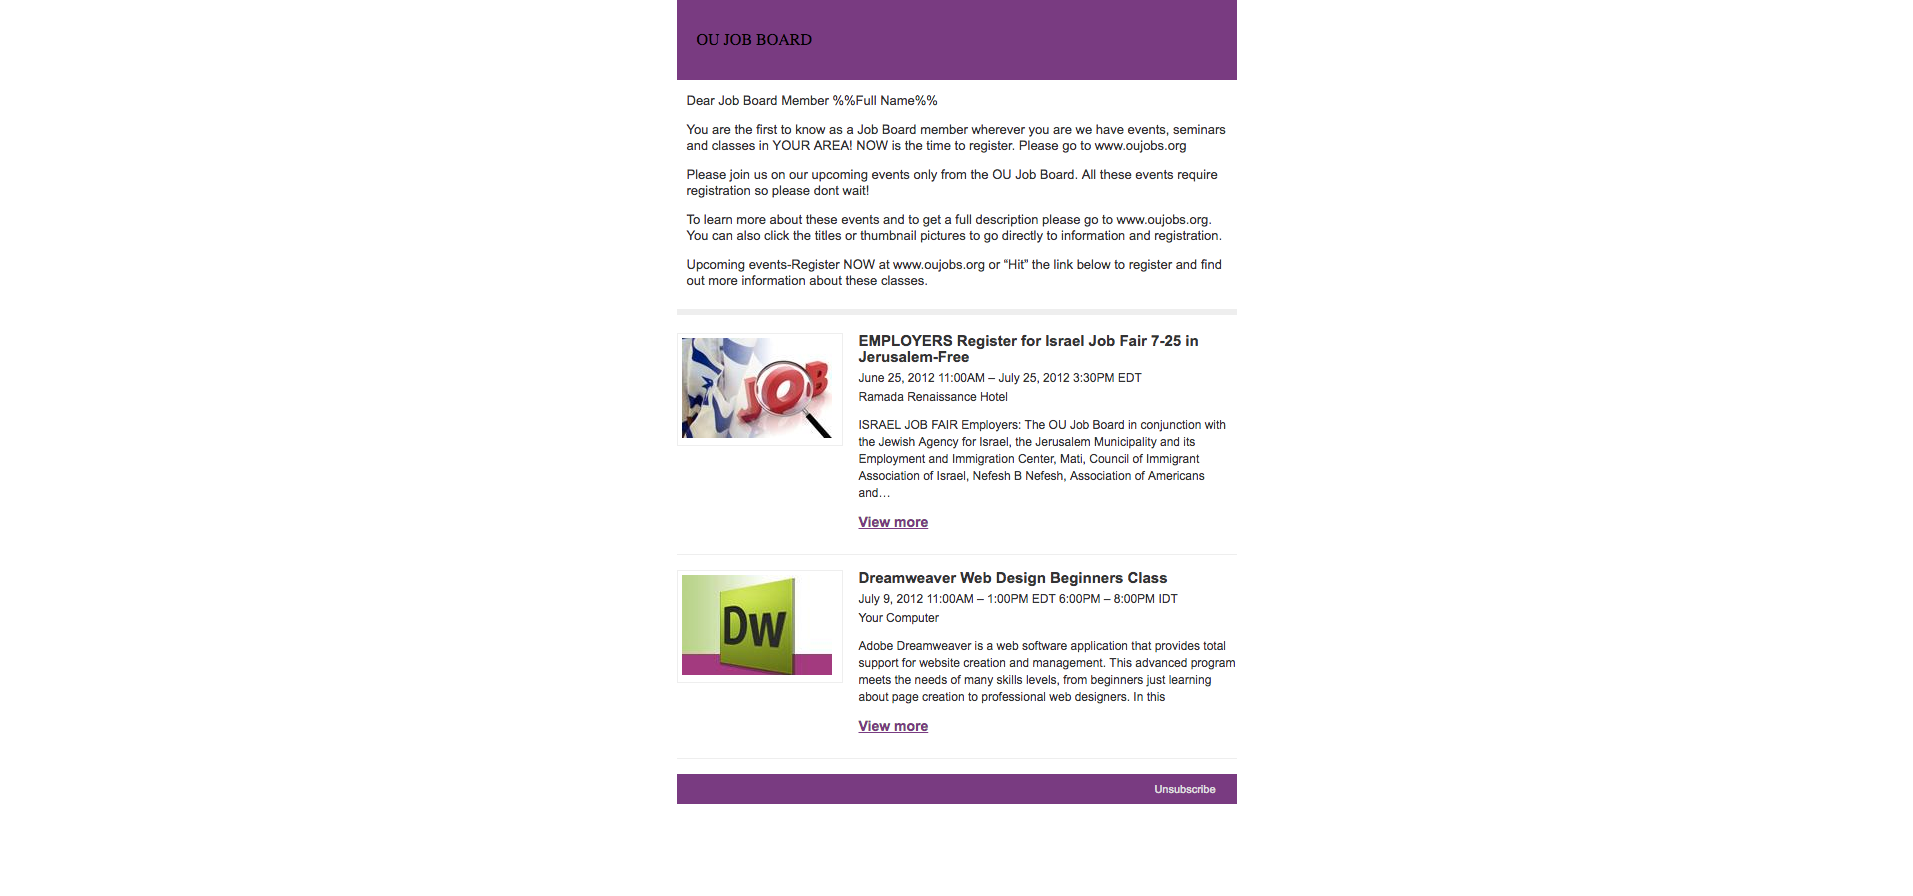 OU JOB BOARD
Dear Job Board Member %%Full Name%%
You are the first to know as a Job Board member wherever you are we have events, seminars
and classes in YOUR AREA! NOW is the time to register. Please go to www.oujobs.org
Please join us on our upcoming events only from the OU Job Board. All these events require
registration so please dont wait!
To learn more about these events and to get a full description please go to www.oujobs.org.
You can also click the titles or thumbnail pictures to go directly to information and registration.
Upcoming events-Register NOW at www.oujobs.org or “Hit” the link below to register and find
out more information about these classes.
JOB
EMPLOYERS Register for Israel Job Fair 7-25 in
Jerusalem-Free
June 25, 2012 11:00AM – July 25, 2012 3:30PM EDT
Ramada Renaissance Hotel
ISRAEL JOB FAIR Employers: The OU Job Board in conjunction with
the Jewish Agency for Israel, the Jerusalem Municipality and its
Employment and Immigration Center, Mati, Council of Immigrant
Association of Israel, Nefesh B Nefesh, Association of Americans
and…
View more
Dw
Dreamweaver Web Design Beginners Class
July 9, 2012 11:00AM – 1:00PM EDT 6:00PM – 8:00PM IDT
Your Computer
Adobe Dreamweaver is a web software application that provides total
support for website creation and management. This advanced program
meets the needs of many skills levels, from beginners just learning
about page creation to professional web designers. In this
View more
Unsubscribe